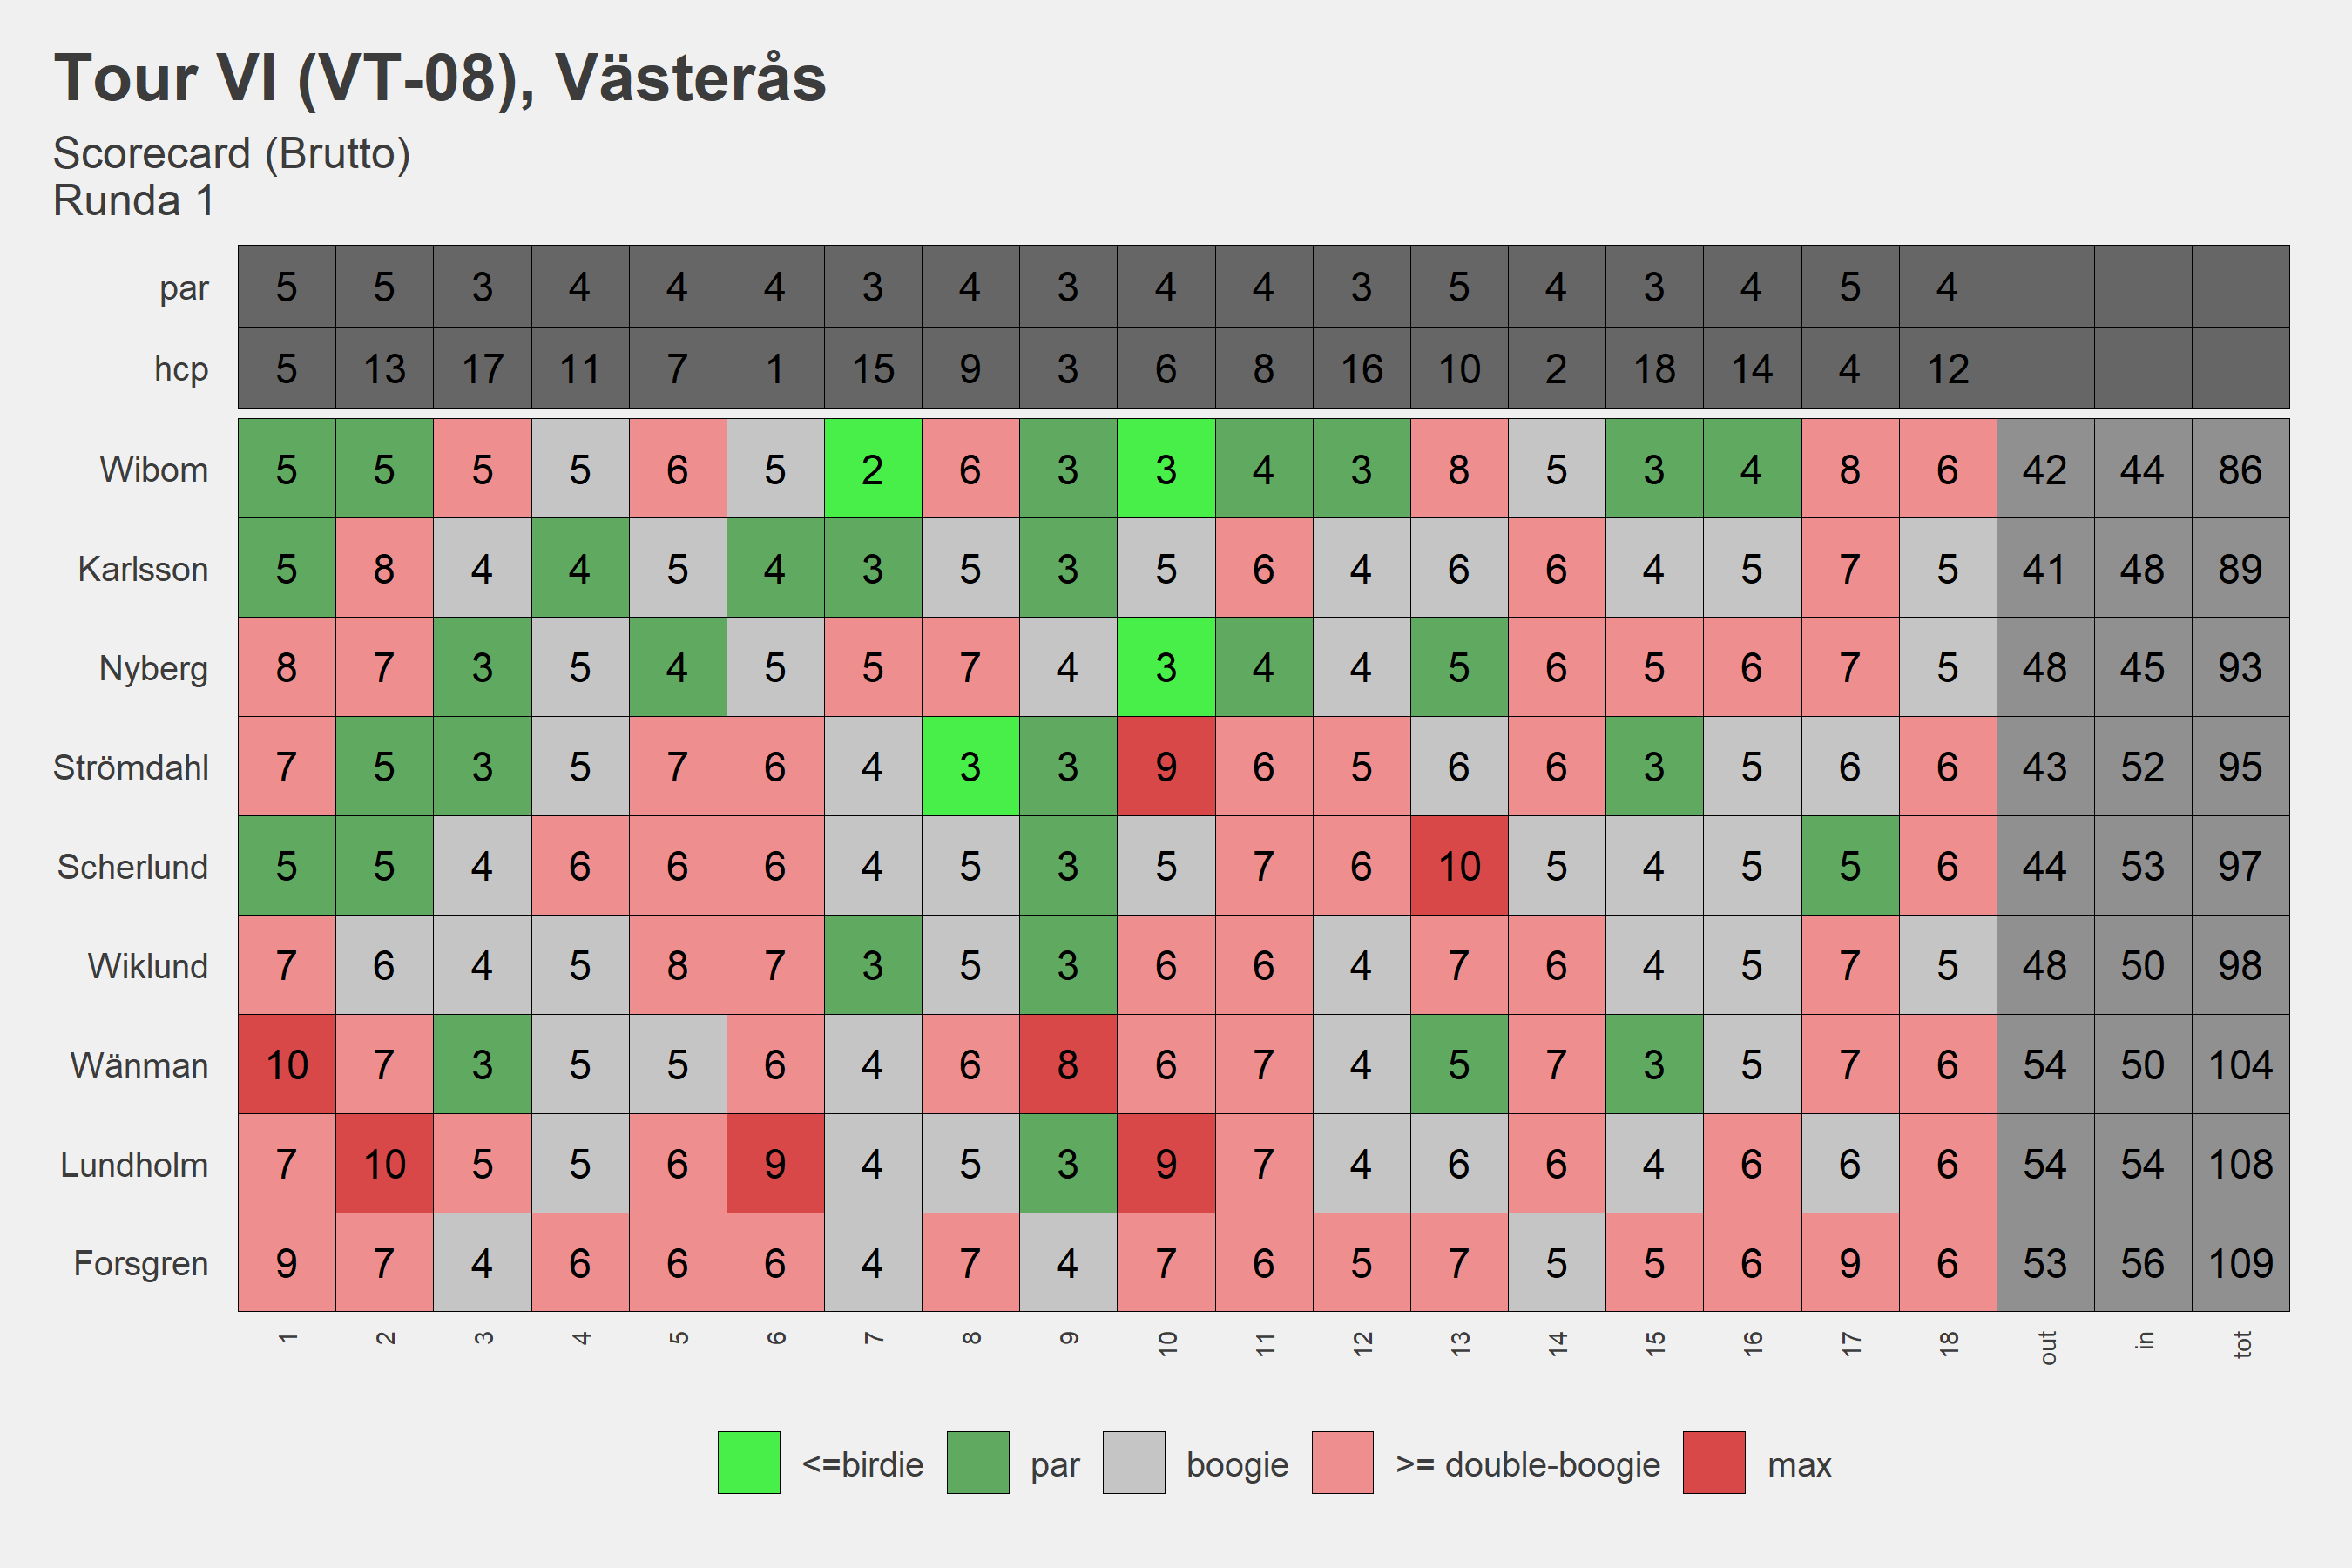 Tour VI (VT-08), Västerås
Scorecard (Brutto)
Runda 1
par 5 5 3 4 4 4 3 4 3 4 4 3 5 4 3 4 5 4
hcp 5 13 17 11 7 1 15 9 3 6 8 16 10 2 18 14 4 12
Wibom 5 5 5 5 6 5 2 6 3 3 4 3 8 5 3 4 8 6 42 44 86
Karlsson 5 8 4 4 5 4 3 5 3 5 6 4 6 6 4 5 7 5 41 48 89
Nyberg 8 7 3 5 4 5 5 7 4 3 4 4 5 6 5 6 7 5 48 45 93
Strömdahl 7 5 3 5 7 6 4 3 3 9 6 5 6 6 3 5 6 6 43 52 95
Scherlund 5 5 4 6 6 6 4 5 3 5 7 6 10 5 4 5 5 6 44 53 97
Wiklund 7 6 4 5 8 7 3 5 3 6 6 4 7 6 4 5 7 5 48 50 98
Wänman 10 7 3 5 5 6 4 6 8 6 7 4 5 7 3 5 7 6 54 50 104
Lundholm 7 10 5 5 6 9 4 5 3 9 7 4 6 6 4 6 6 6 54 54 108
Forsgren 9 7 4 6 6 6 4 7 4 7 6 5 7 5 5 6 9 6 53 56 109
1 2 3 4 5 6 7 8 9 10 11 12 13 14 15 16 17 18 out in tot
<=birdie par boogie >= double-boogie max